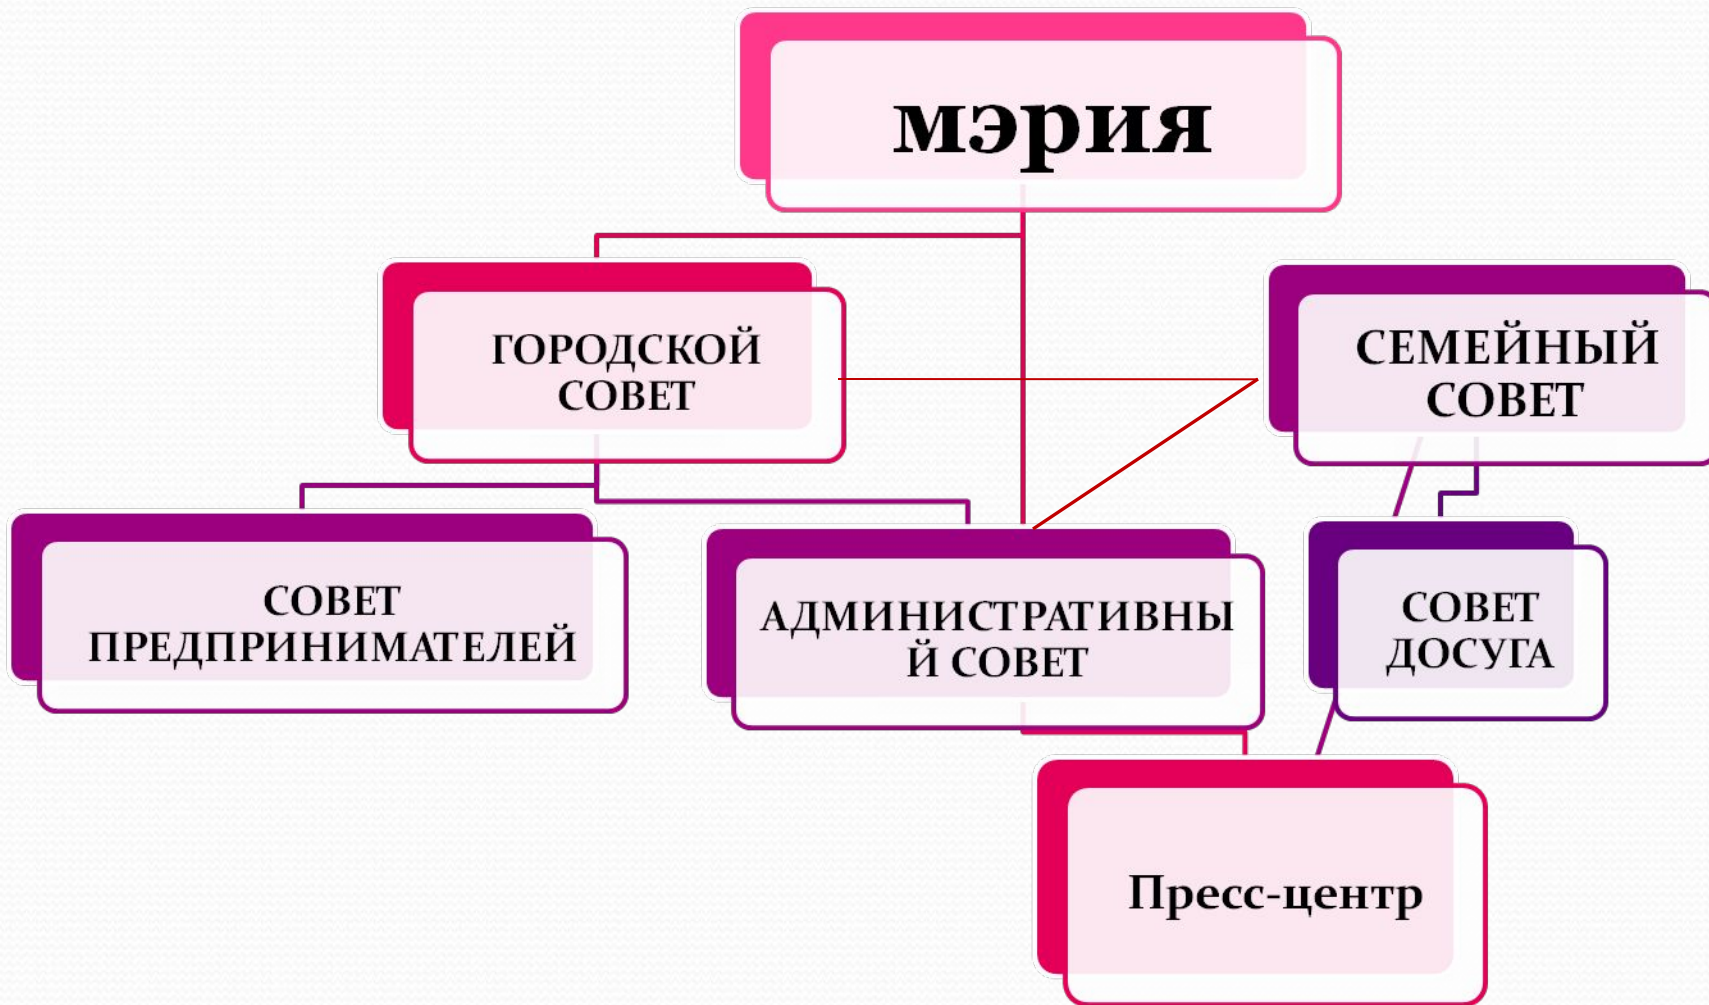 мэрия
ГОРОДСКОЙ
СОВЕТ
СЕМЕЙНЫЙ
СОВЕТ
СОВЕТ
ПРЕДПРИНИМАТЕЛЕЙ
АДМИНИСТРАТИВНЫ
Й СОВЕТ
СОВЕТ
ДОСУГА
Пресс-центр